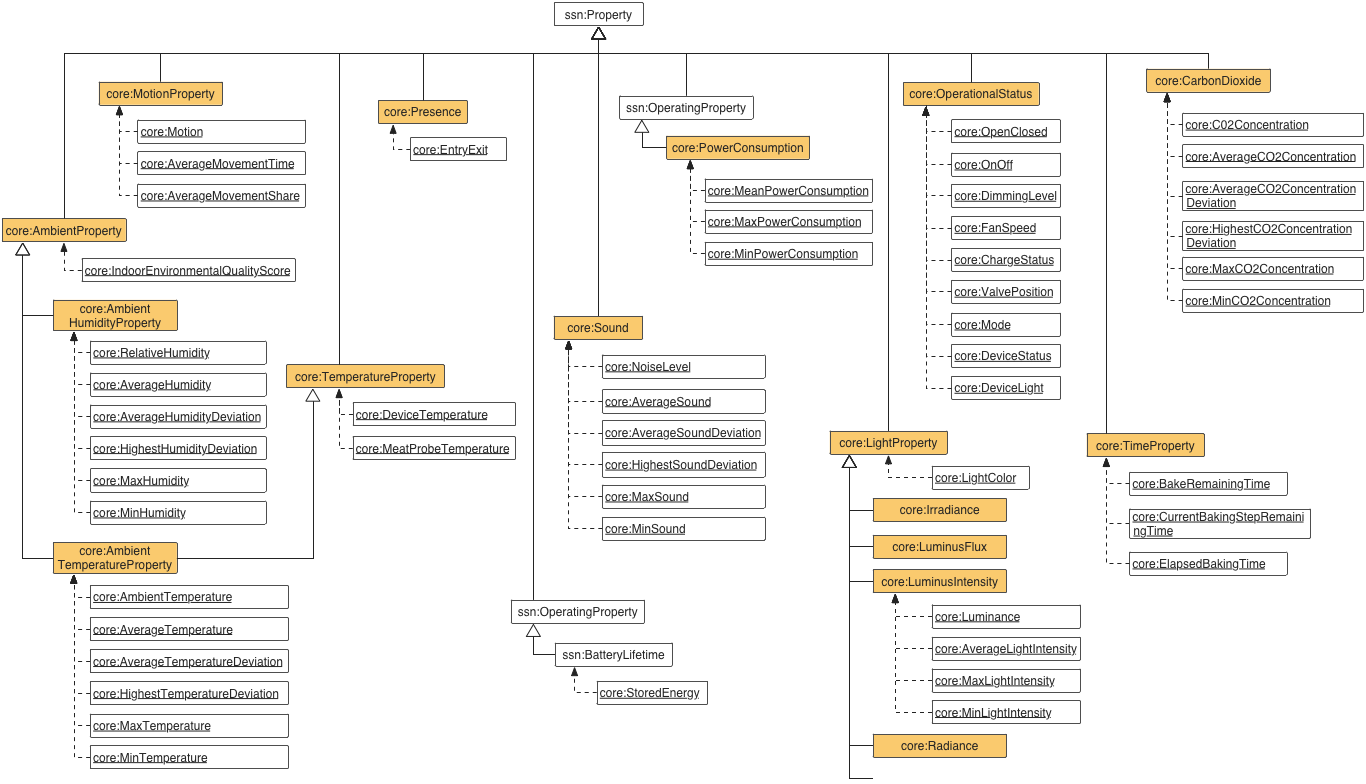 ssn:Property
core:MotionProperty
core:Motion
core:AverageMovementTime
core:AverageMovementShare
core:Presence
core:EntryExit
ssn:OperatingProperty
core:PowerConsumption
core:MeanPowerConsumption
core:MaxPowerConsumption
core:MinPowerConsumption
core:OperationalStatus
core:OpenClosed
core:OnOff
core:DimmingLevel
core:FanSpeed
core:ChargeStatus
core:ValvePosition
core:Mode
core:DeviceStatus
core:DeviceLight
core:CarbonDioxide
core:C02Concentration
core:AverageCO2Concentration
core:AverageCO2Concentration
Deviation
core:HighestCO2Concentration
Deviation
core:MaxCO2Concentration
core:MinCO2Concentration
core:AmbientProperty
core:IndoorEnvironmentalQualityScore
core:Ambient
HumidityProperty
core:RelativeHumidity
core:AverageHumidity
core:AverageHumidityDeviation
core:HighestHumidityDeviation
core:MaxHumidity
core:MinHumidity
core:Ambient
TemperatureProperty
core:AmbientTemperature
core:AverageTemperature
core:AverageTemperatureDeviation
core:HighestTemperatureDeviation
core:MaxTemperature
core:MinTemperature
core:TemperatureProperty
core:DeviceTemperature
core:MeatProbeTemperature
core:Sound
core:NoiseLevel
core:AverageSound
core:AverageSoundDeviation
core:HighestSoundDeviation
core:MaxSound
core:MinSound
ssn:OperatingProperty
ssn:BatteryLifetime
core:StoredEnergy
core:LightProperty
core:LightColor
core:Irradiance
core:LuminusFlux
core:LuminusIntensity
core:Luminance
core:AverageLightIntensity
core:MaxLightIntensity
core:MinLightIntensity
core:Radiance
core:TimeProperty
core:BakeRemainingTime
core:CurrentBakingStepRemaini
ngTime
core:ElapsedBakingTime